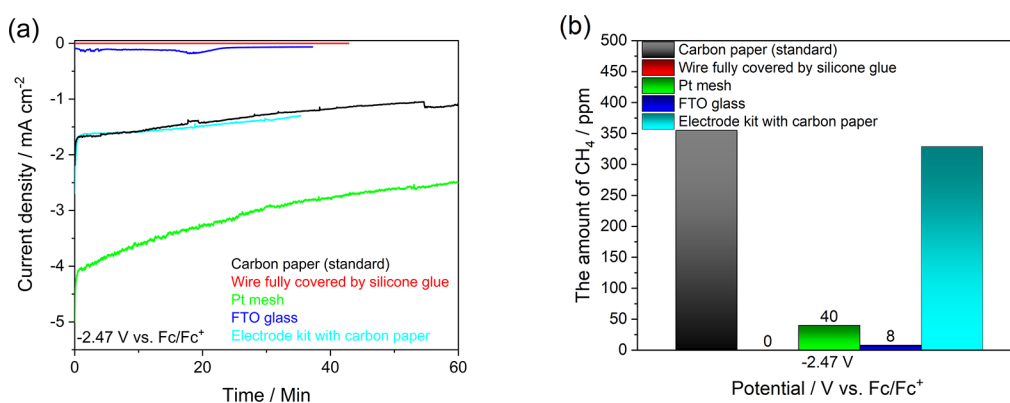 (a)
Current density / mA cm⁻²
0
-1
-2
-3
-4
-5
Carbon paper (standard)
Wire fully covered by silicone glue
Pt mesh
FTO glass
Electrode kit with carbon paper
-2.47 V vs. Fc/Fc⁺
0
20
40
60
Time / Min
(b)
The amount of CH₄ / ppm
500
450
400
350
300
250
200
150
100
50
0
Carbon paper (standard)
Wire fully covered by silicone glue
Pt mesh
FTO glass
Electrode kit with carbon paper
0
40
8
-2.47 V
Potential / V vs. Fc/Fc⁺